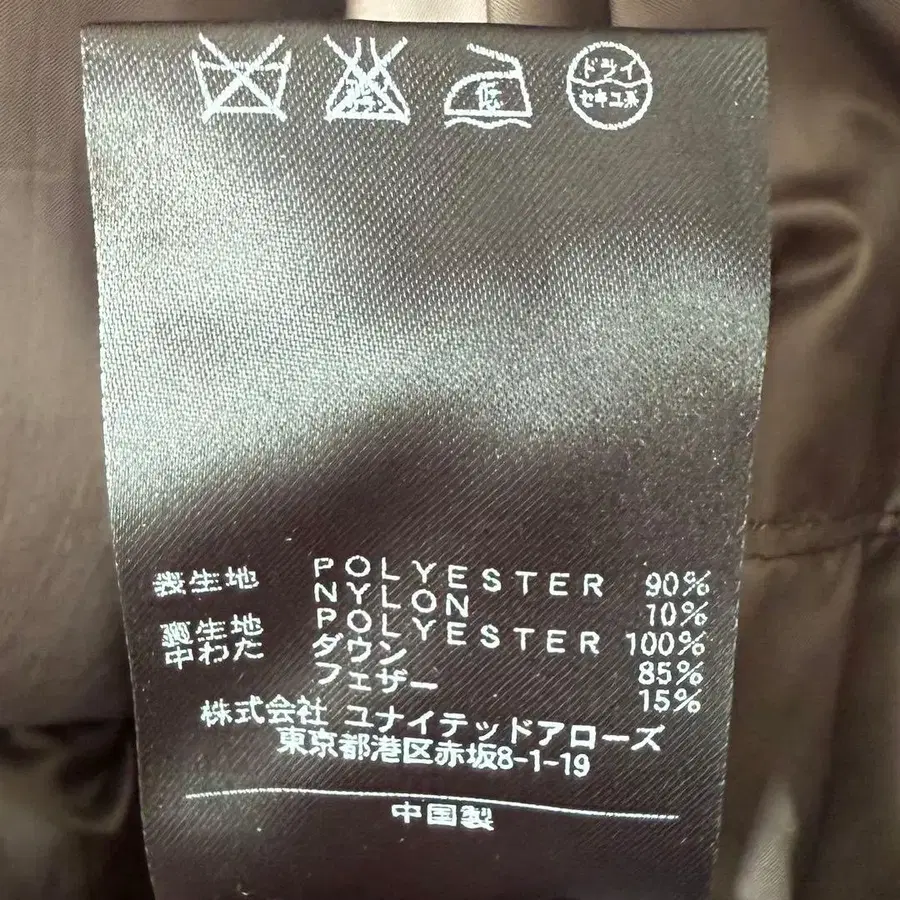 低
ドライ
セキユ系
表生地 POLYESTER 90%
NYLON 10%
裏生地 POLYESTER 100%
中わた ダウン 85%
フェザー 15%
株式会社 ユナイテッドアローズ
東京都港区赤坂8-1-19
中国製